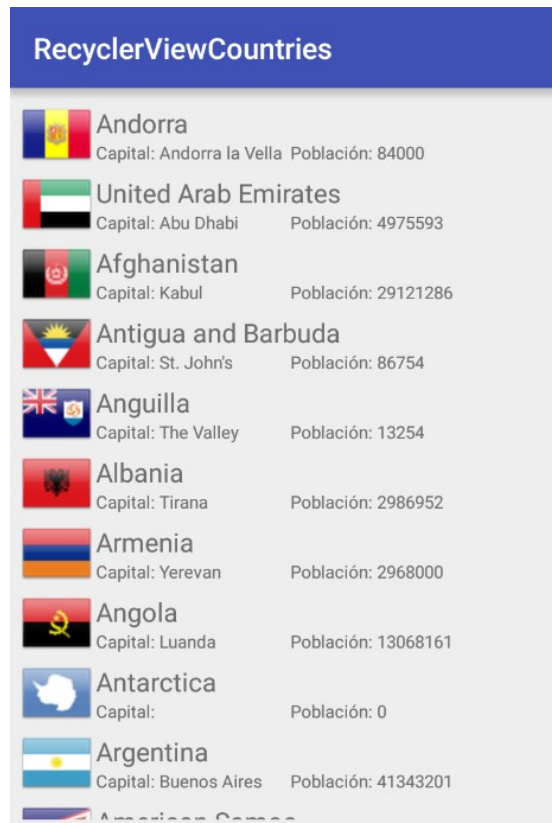 RecyclerViewCountries
Andorra
Capital: Andorra la Vella Población: 84000
United Arab Emirates
Capital: Abu Dhabi Población: 4975593
Afghanistan
Capital: Kabul Población: 29121286
Antigua and Barbuda
Capital: St. John's Población: 86754
Anguilla
Capital: The Valley Población: 13254
Albania
Capital: Tirana Población: 2986952
Armenia
Capital: Yerevan Población: 2968000
Angola
Capital: Luanda Población: 13068161
Antarctica
Capital: Población: 0
Argentina
Capital: Buenos Aires Población: 41343201
American Samoa